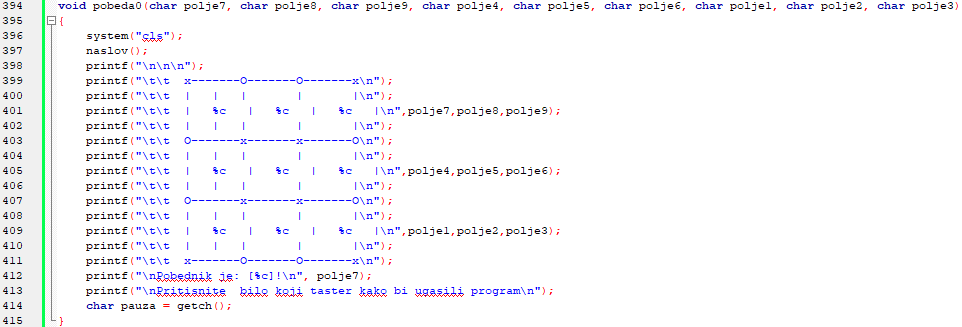 394 void pobeda0(char polje7, char polje8, char polje9, char polje4, char polje5, char polje6, char polje1, char polje2, char polje3)
395 {
396     system("cls");
397     naslov();
398     printf("\n\n\n");
399     printf("\t\t  x-------O-------O-------x\n");
400     printf("\t\t  |   |   |       |       |\n");
401     printf("\t\t  |   %c   |   %c   |   %c   |\n",polje7,polje8,polje9);
402     printf("\t\t  |   |   |       |       |\n");
403     printf("\t\t  O-------x-------x-------O\n");
404     printf("\t\t  |   |   |       |       |\n");
405     printf("\t\t  |   %c   |   %c   |   %c   |\n",polje4,polje5,polje6);
406     printf("\t\t  |   |   |       |       |\n");
407     printf("\t\t  O-------x-------x-------O\n");
408     printf("\t\t  |   |   |       |       |\n");
409     printf("\t\t  |   %c   |   %c   |   %c   |\n",polje1,polje2,polje3);
410     printf("\t\t  |   |   |       |       |\n");
411     printf("\t\t  x-------O-------O-------x\n");
412     printf("\nPobednik je: [%c]!\n", polje7);
413     printf("\nPritisnite  bilo koji taster kako bi ugasili program\n");
414     char pauza = getch();
415 }